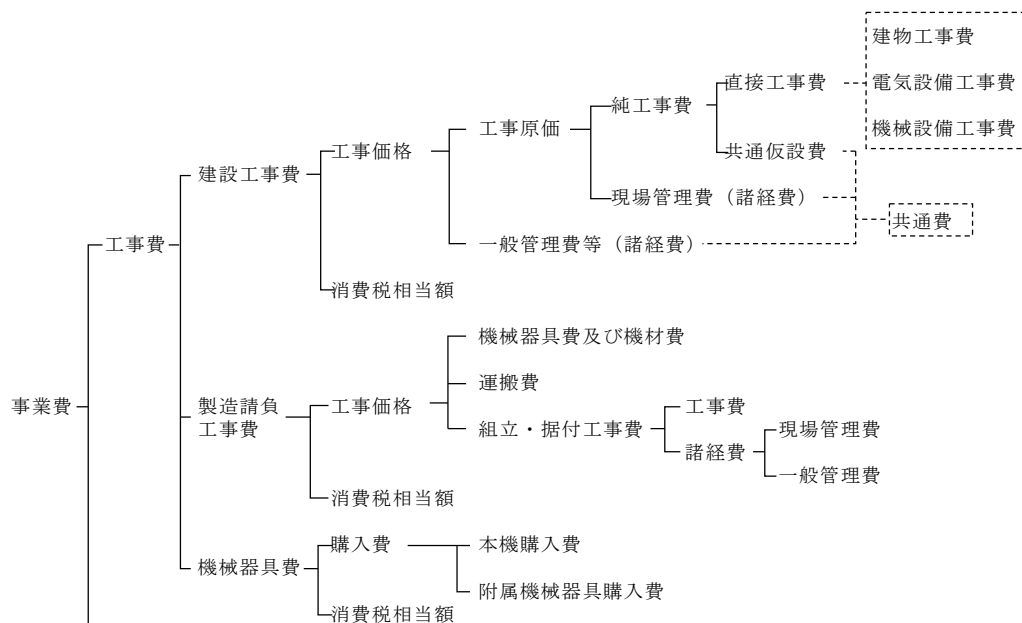 建物工事費
直接工事費
電気設備工事費
純工事費
工事原価
機械設備工事費
工事価格
共通仮設費
建設工事費
現場管理費（諸経費）
共通費
工事費
一般管理費等（諸経費）
消費税相当額
機械器具費及び機材費
運搬費
事業費
製造請負
工事費
工事価格
工事費
組立・据付工事費
現場管理費
諸経費
一般管理費
消費税相当額
購入費
本機購入費
機械器具費
附属機械器具購入費
消費税相当額